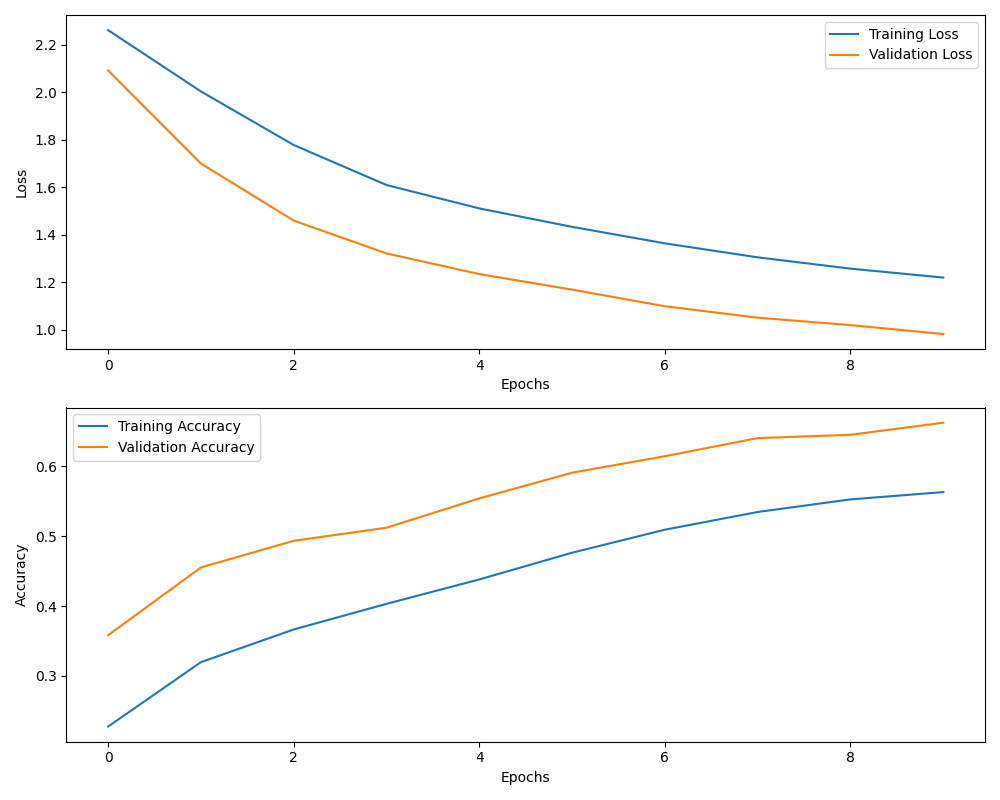 2.2
2.0
1.8
1.6
1.4
1.2
1.0
Loss
Training Loss
Validation Loss
0 2 4 6 8
Epochs
0.6
0.5
0.4
0.3
Accuracy
Training Accuracy
Validation Accuracy
0 2 4 6 8
Epochs